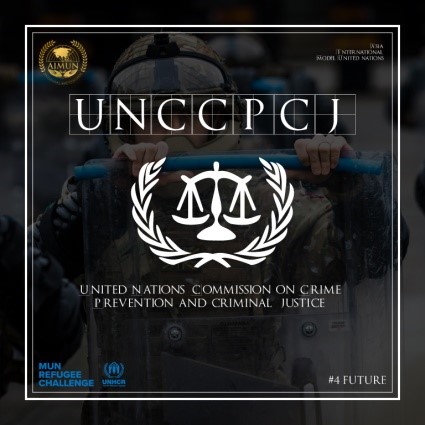 AIMUN
ASIA
INTERNATIONAL
MODEL UNITED NATIONS
UNCCPCJ
UNITED NATIONS COMMISSION ON CRIME
PREVENTION AND CRIMINAL JUSTICE
MUN
REFUGEE
CHALLENGE
UNHCR
#4 FUTURE